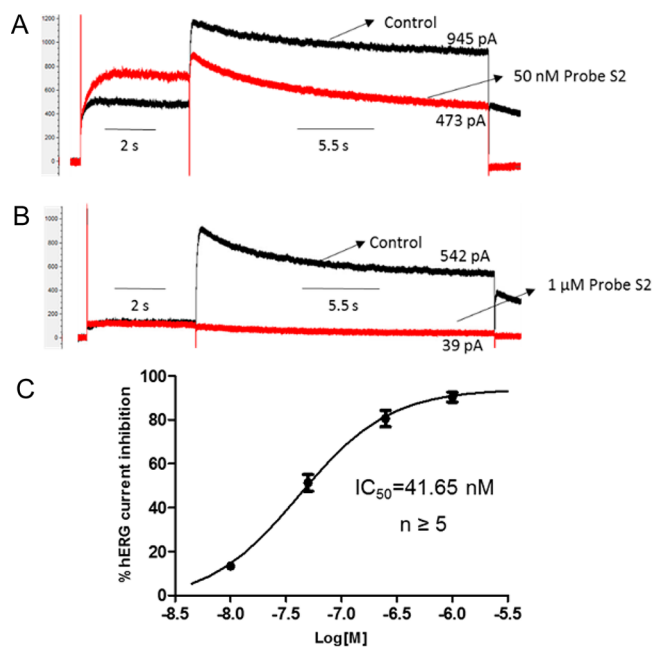 A
1200
1000
800
600
400
200
0
Control
945 pA
50 nM Probe S2
473 pA
2 s
5.5 s
B
1000
800
600
400
200
0
Control
542 pA
1 µM Probe S2
39 pA
2 s
5.5 s
C
% hERG current inhibition
100
80
60
40
20
0
IC50=41.65 nM
n ≥ 5
-8.5 -8.0 -7.5 -7.0 -6.5 -6.0 -5.5
Log[M]